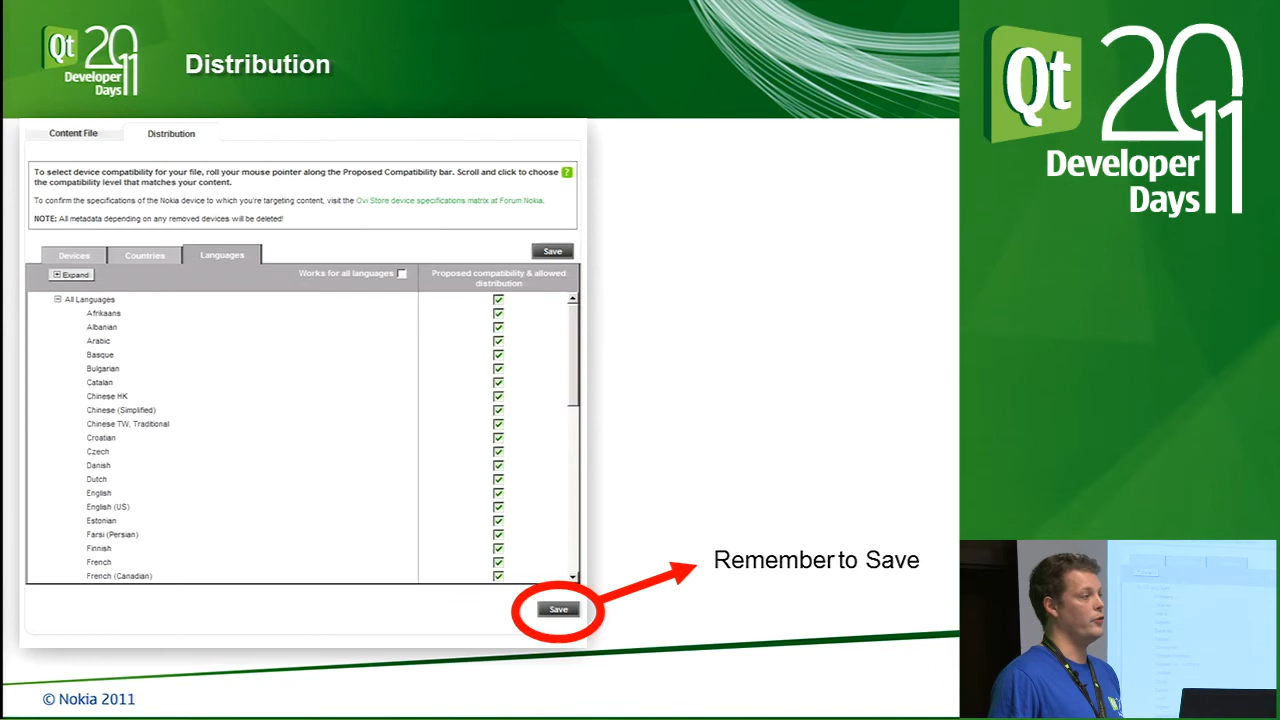 Qt 2011
Developer
Days
Distribution
Content File
Distribution
To select device compatibility for your file, roll your mouse pointer along the Proposed Compatibility bar. Scroll and click to choose
the compatibility level that matches your content.
?
To confirm the specifications of the Nokia device to which you're targeting content, visit the Ovi Store device specifications matrix at Forum Nokia.
NOTE: All metadata depending on any removed devices will be deleted!
Devices
Countries
Languages
Save
Expand
Works for all languages
Proposed compatibility & allowed
distribution
All Languages
Afrikaans
Albanian
Arabic
Basque
Bulgarian
Catalan
Chinese HK
Chinese (Simplified)
Chinese TW, Traditional
Croatian
Czech
Danish
Dutch
English
English (US)
Estonian
Farsi (Persian)
Finnish
French
French (Canadian)
Save
Remember to Save
© Nokia 2011
Qt 2011
Developer
Days